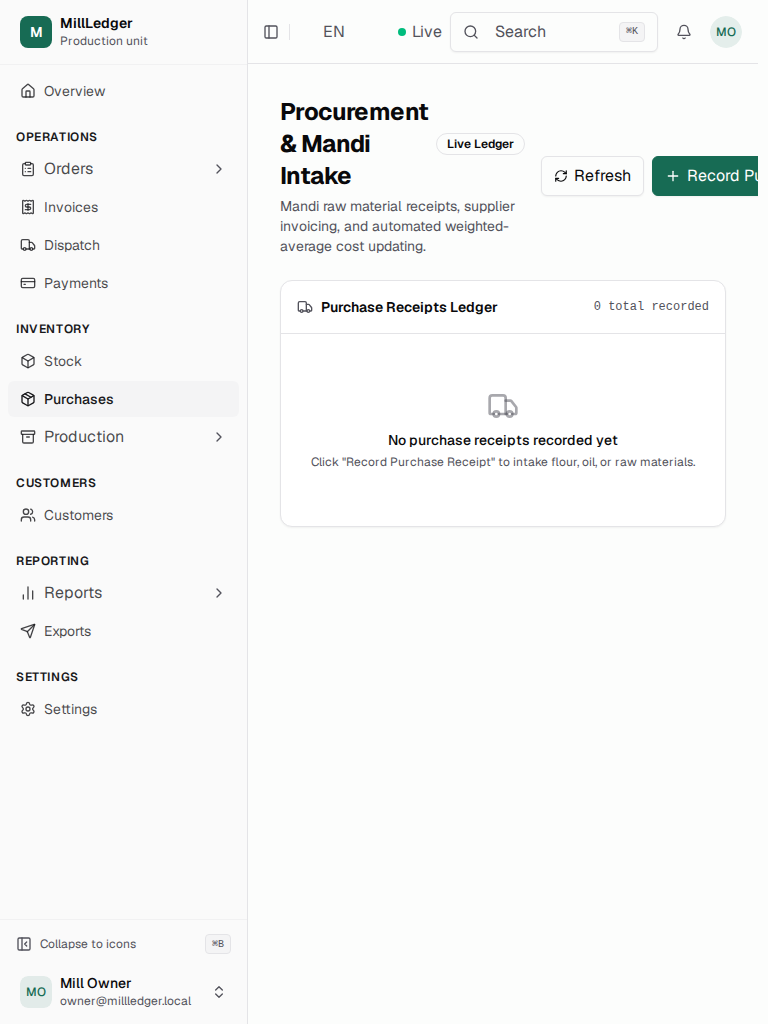 M
MillLedger
Production unit
Overview
OPERATIONS
Orders
Invoices
Dispatch
Payments
INVENTORY
Stock
Purchases
Production
CUSTOMERS
Customers
REPORTING
Reports
Exports
SETTINGS
Settings
Collapse to icons ⌘B
MO
Mill Owner
owner@millledger.local
EN
Live
Search ⌘K
MO
Procurement
& Mandi
Intake
Live Ledger
Mandi raw material receipts, supplier
invoicing, and automated weighted-
average cost updating.
Refresh
Record Pu
Purchase Receipts Ledger
0 total recorded
No purchase receipts recorded yet
Click "Record Purchase Receipt" to intake flour, oil, or raw materials.